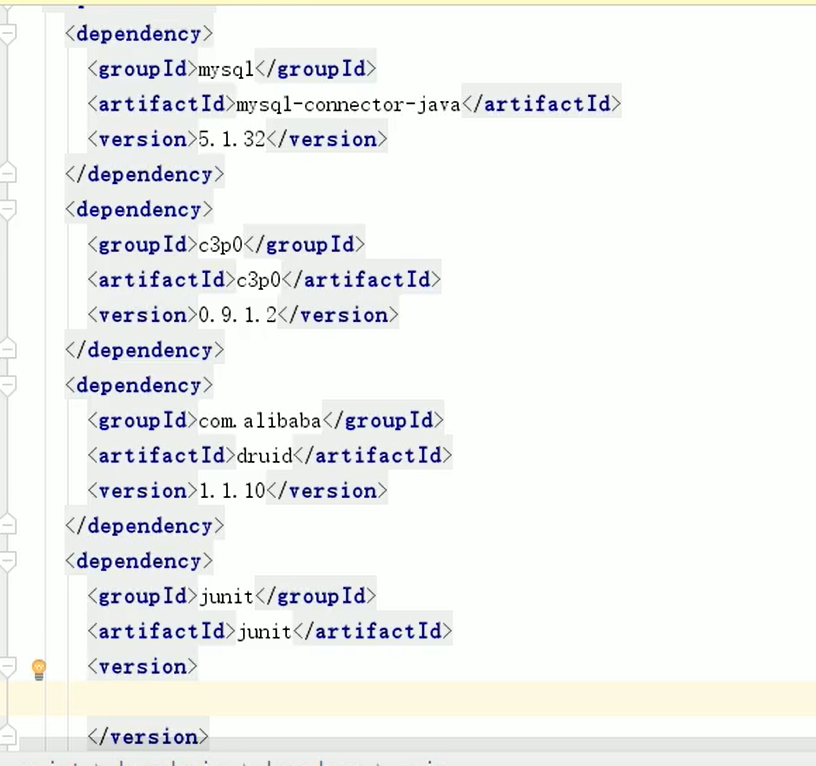 <dependency>
<groupId>mysql</groupId>
<artifactId>mysql-connector-java</artifactId>
<version>5.1.32</version>
</dependency>
<dependency>
<groupId>c3p0</groupId>
<artifactId>c3p0</artifactId>
<version>0.9.1.2</version>
</dependency>
<dependency>
<groupId>com.alibaba</groupId>
<artifactId>druid</artifactId>
<version>1.1.10</version>
</dependency>
<dependency>
<groupId>junit</groupId>
<artifactId>junit</artifactId>
<version>
</version>